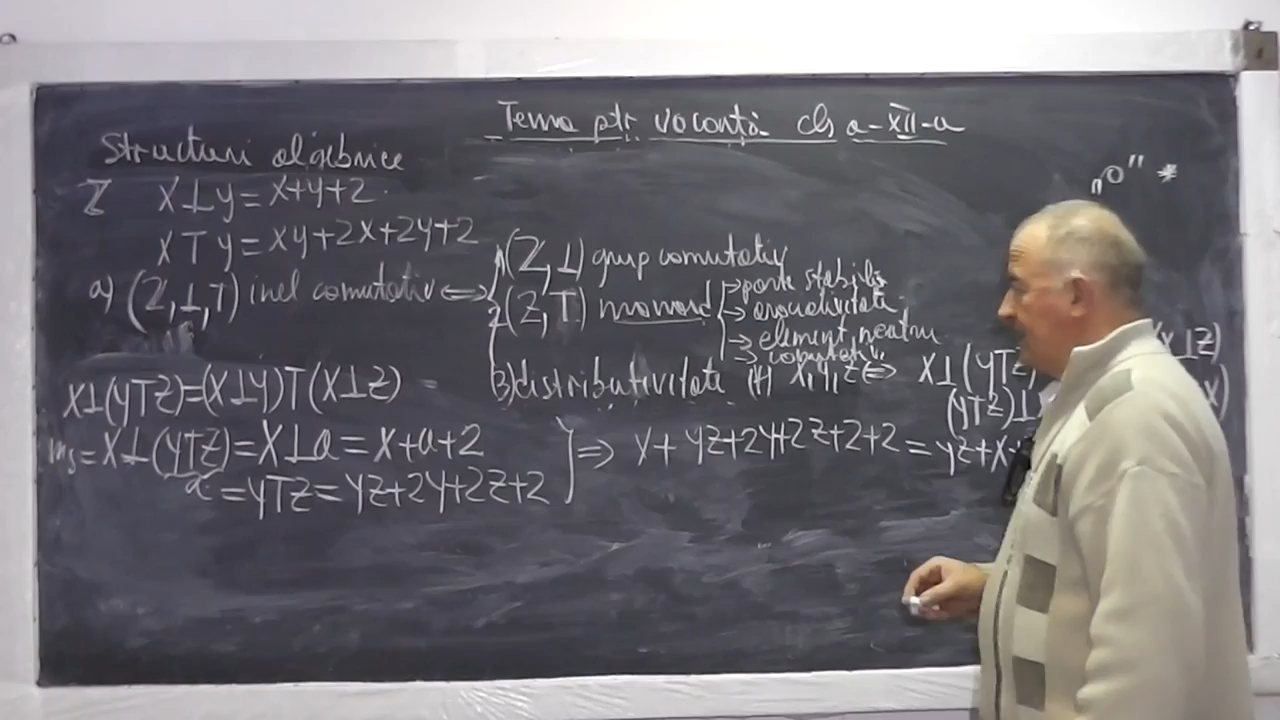 Tema ptr vacanță cls a-XII-a
Structuri algebrice
„o" *
Z X⊥y=X+y+2
X⊤y=Xy+2X+2y+2
a) (Z,⊥,T) inel comutativ ⟺
1(Z,⊥) grup comutativ
2(Z,T) monoid
→ parte stabilă
→ asociativitate
→ element neutru
→ comutativ.
3)distributivitate (∀) X,y,z⟺ X⊥(yTz) X⊥z)
(yTz)⊥
X⊥(yTz)=(X⊥y)T(X⊥z) =
ms=X⊥(yTz)=X⊥a=X+a+2
a=yTz=yz+2y+2z+2
⟹ X+yz+2y+2z+2+2=yz+X